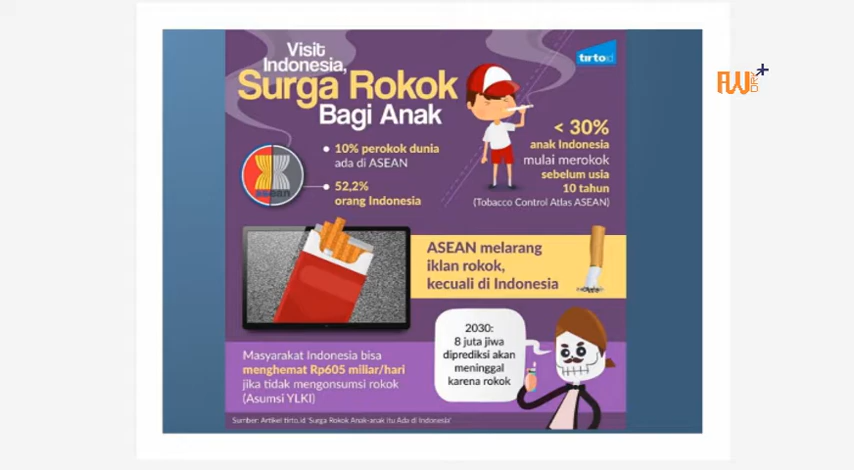 Visit
Indonesia,
Surga Rokok
Bagi Anak
tirto.id
10% perokok dunia
ada di ASEAN
52,2%
orang Indonesia
asean
< 30%
anak Indonesia
mulai merokok
sebelum usia
10 tahun
(Tobacco Control Atlas ASEAN)
ASEAN melarang
iklan rokok,
kecuali di Indonesia
2030:
8 juta jiwa
diprediksi akan
meninggal
karena rokok
Masyarakat Indonesia bisa
menghemat Rp605 miliar/hari
jika tidak mengonsumsi rokok
(Asumsi YLKI)
Sumber: Artikel tirto.id 'Surga Rokok Anak-anak itu Ada di Indonesia'